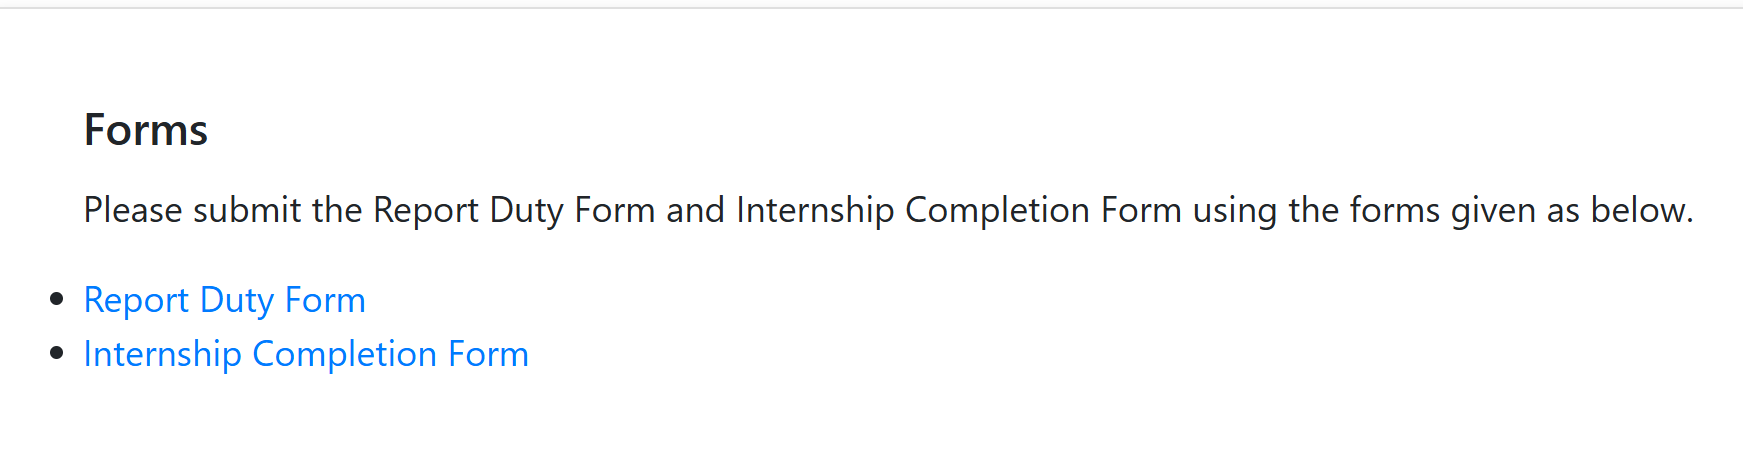 Forms
Please submit the Report Duty Form and Internship Completion Form using the forms given as below.
Report Duty Form
Internship Completion Form